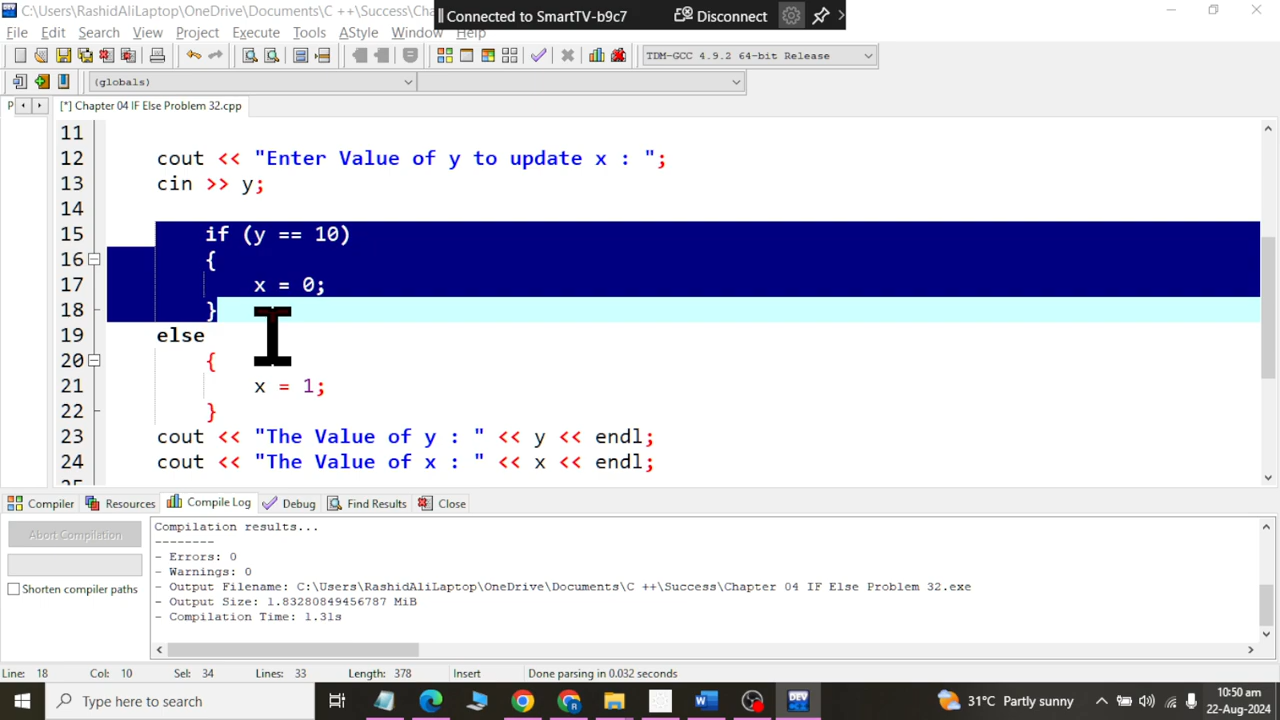 C:\Users\RashidAliLaptop\OneDrive\Documents\C ++\Success\Cha
Connected to SmartTV-b9c7 Disconnect
File Edit Search View Project Execute Tools AStyle Window Help
TDM-GCC 4.9.2 64-bit Release
(globals)
P [*] Chapter 04 IF Else Problem 32.cpp
11
12 cout << "Enter Value of y to update x : ";
13 cin >> y;
14
15 if (y == 10)
16 {
17 x = 0;
18 }
19 else
20 {
21 x = 1;
22 }
23 cout << "The Value of y : " << y << endl;
24 cout << "The Value of x : " << x << endl;
Compiler Resources Compile Log Debug Find Results Close
Abort Compilation
Shorten compiler paths
Compilation results...
--------
- Errors: 0
- Warnings: 0
- Output Filename: C:\Users\RashidAliLaptop\OneDrive\Documents\C ++\Success\Chapter 04 IF Else Problem 32.exe
- Output Size: 1.83280849456787 MiB
- Compilation Time: 1.31s
Line: 18 Col: 10 Sel: 34 Lines: 33 Length: 378 Insert Done parsing in 0.032 seconds
Type here to search
DEV
31°C Partly sunny
10:50 am
22-Aug-2024